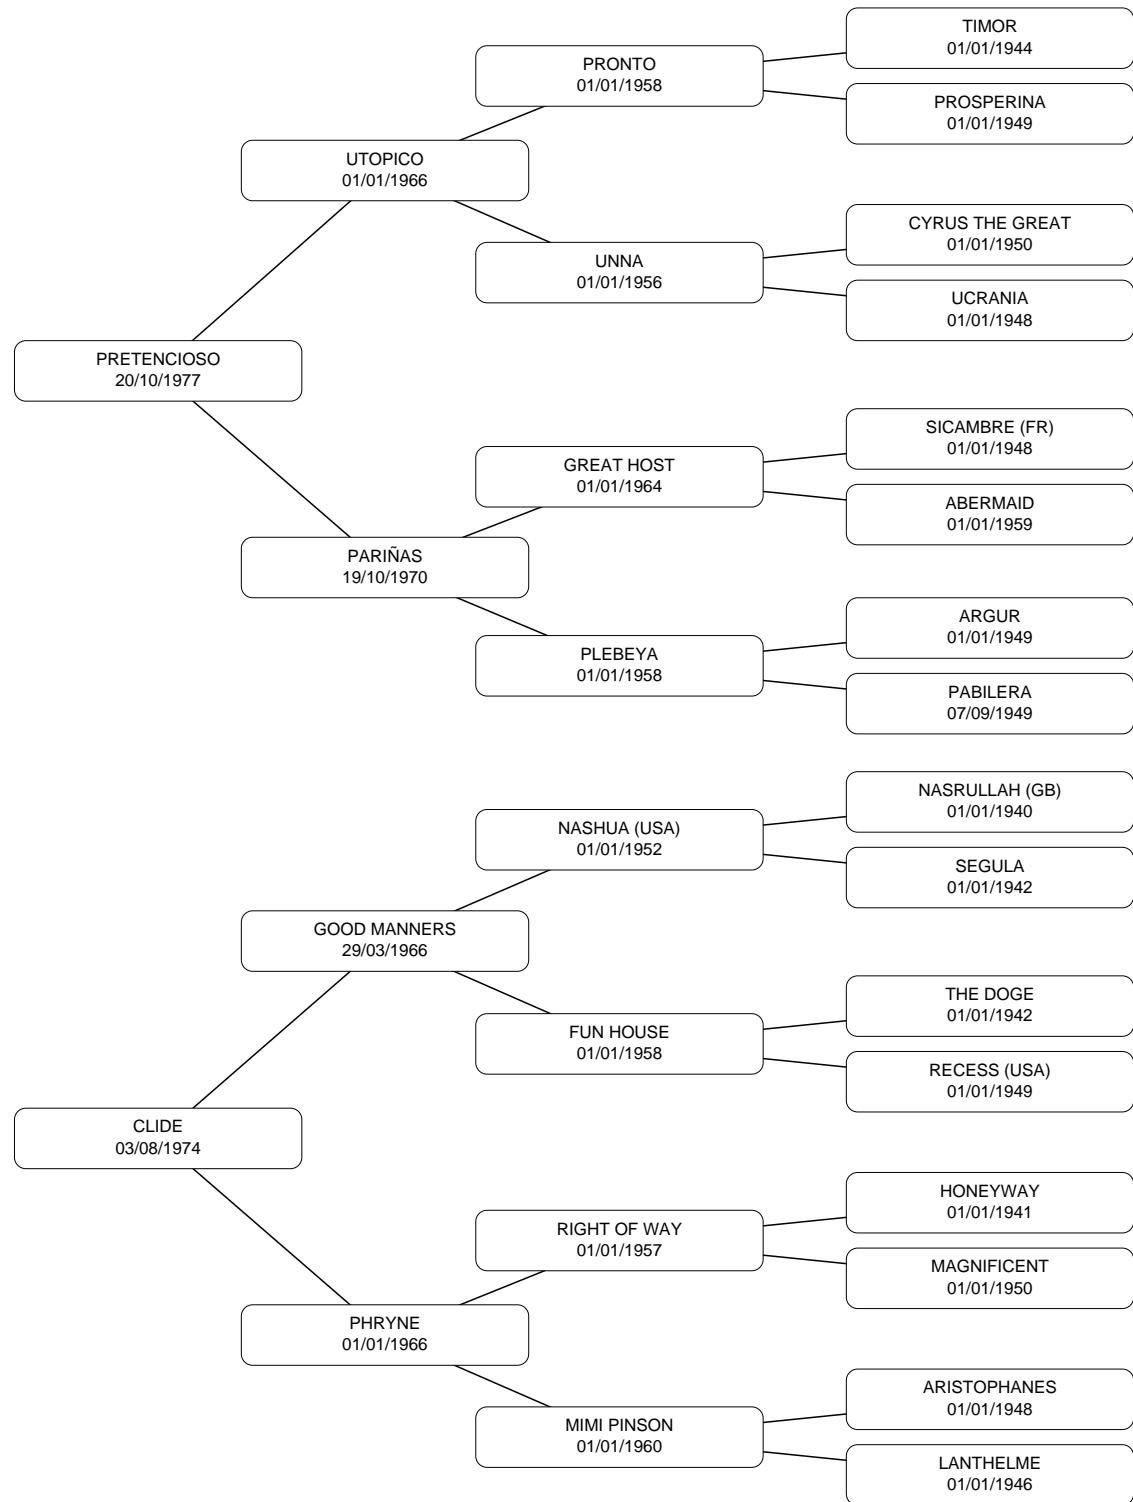 TIMOR
01/01/1944
PRONTO
01/01/1958
PROSPERINA
01/01/1949
UTOPICO
01/01/1966
CYRUS THE GREAT
01/01/1950
UNNA
01/01/1956
UCRANIA
01/01/1948
PRETENCIOSO
20/10/1977
SICAMBRE (FR)
01/01/1948
GREAT HOST
01/01/1964
ABERMAID
01/01/1959
PARIÑAS
19/10/1970
ARGUR
01/01/1949
PLEBEYA
01/01/1958
PABILERA
07/09/1949
NASRULLAH (GB)
01/01/1940
NASHUA (USA)
01/01/1952
SEGULA
01/01/1942
GOOD MANNERS
29/03/1966
THE DOGE
01/01/1942
FUN HOUSE
01/01/1958
RECESS (USA)
01/01/1949
CLIDE
03/08/1974
HONEYWAY
01/01/1941
RIGHT OF WAY
01/01/1957
MAGNIFICENT
01/01/1950
PHRYNE
01/01/1966
ARISTOPHANES
01/01/1948
MIMI PINSON
01/01/1960
LANTHELME
01/01/1946